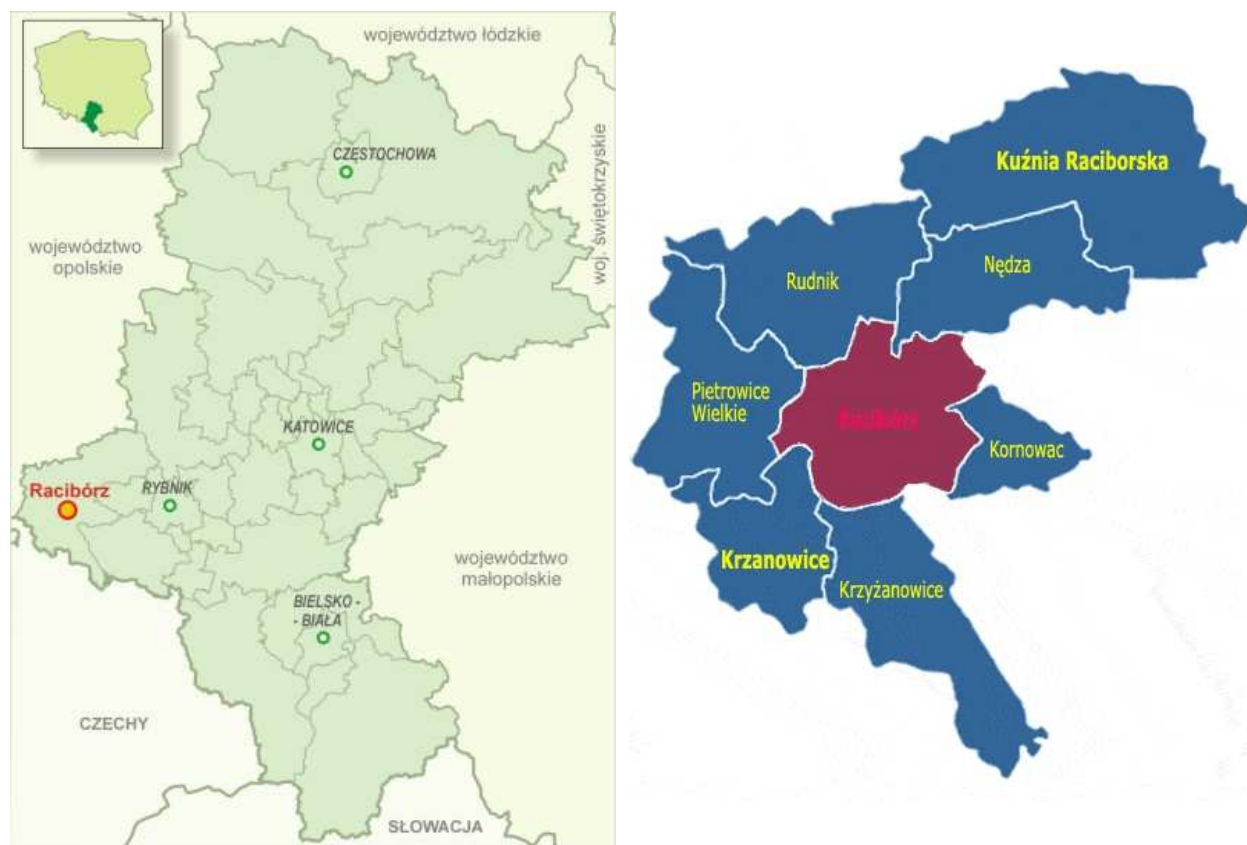 województwo łódzkie
CZĘSTOCHOWA
woj. świętokrzyskie
województwo
opolskie
KATOWICE
Racibórz
RYBNIK
województwo
małopolskie
BIELSKO -
- BIAŁA
CZECHY
SŁOWACJA
Kuźnia Raciborska
Nędza
Rudnik
Pietrowice
Wielkie
Racibórz
Kornowac
Krzanowice
Krzyżanowice